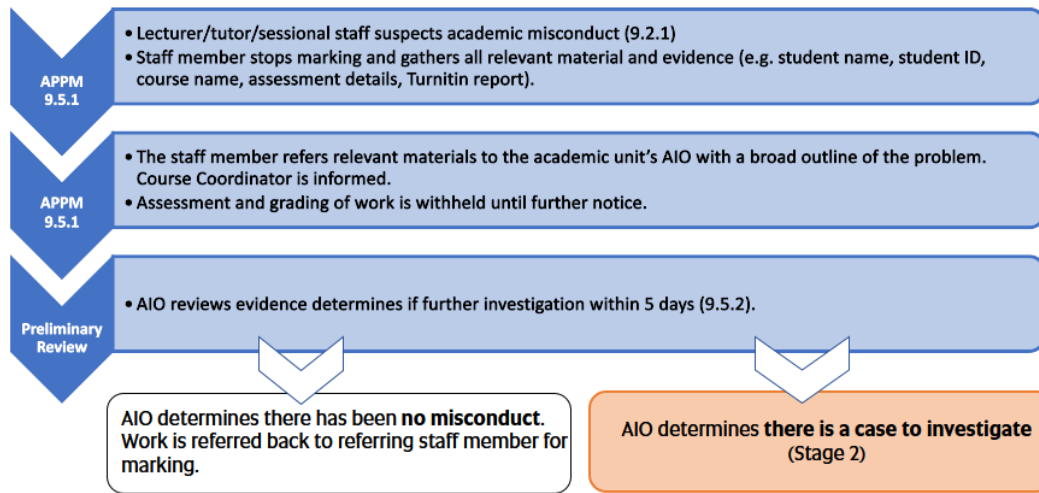 • Lecturer/tutor/sessional staff suspects academic misconduct (9.2.1)
• Staff member stops marking and gathers all relevant material and evidence (e.g. student name, student ID,
course name, assessment details, Turnitin report).
APPM
9.5.1
• The staff member refers relevant materials to the academic unit's AIO with a broad outline of the problem.
Course Coordinator is informed.
• Assessment and grading of work is withheld until further notice.
APPM
9.5.1
• AIO reviews evidence determines if further investigation within 5 days (9.5.2).
Preliminary
Review
AIO determines there has been no misconduct.
Work is referred back to referring staff member for
marking.
AIO determines there is a case to investigate
(Stage 2)